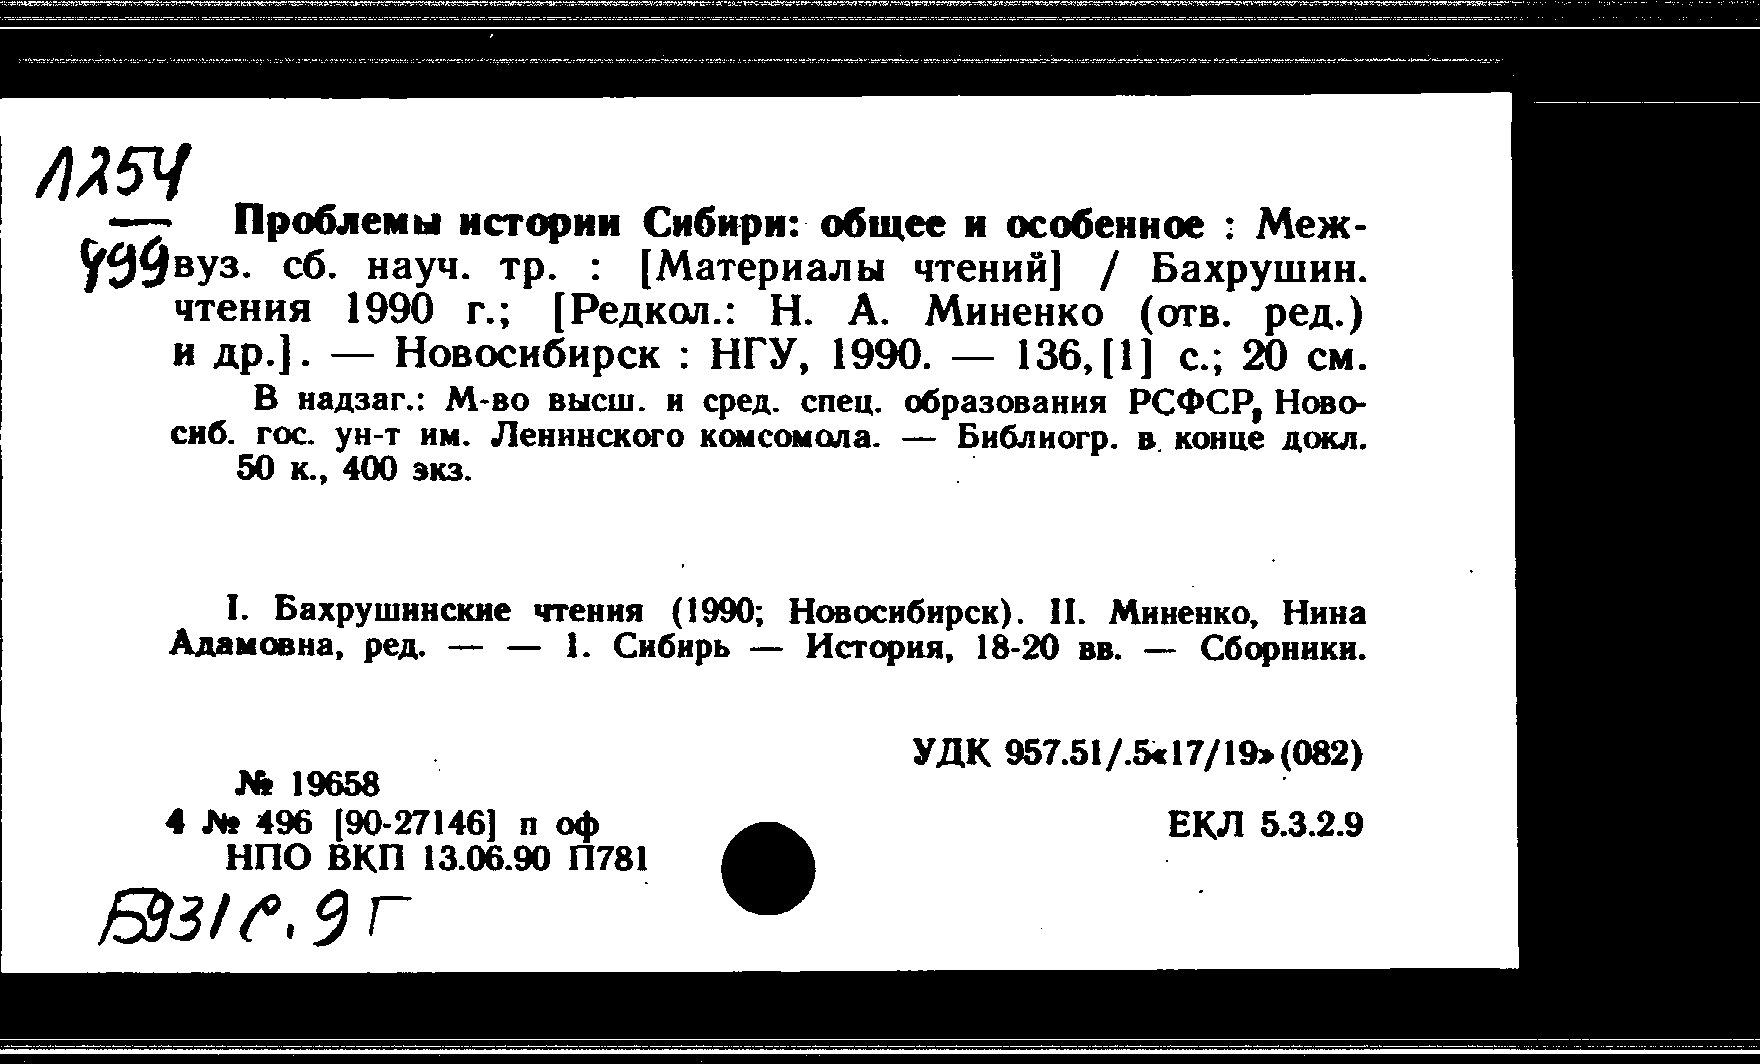 Л254
499
Проблемы истории Сибири: общее и особенное : Меж-
вуз. сб. науч. тр. : [Материалы чтений] / Бахрушин.
чтения 1990 г.; [Редкол.: Н. А. Миненко (отв. ред.)
и др.]. — Новосибирск : НГУ, 1990. — 136,[1] с.; 20 см.
В надзаг.: М-во высш. и сред. спец. образования РСФСР, Ново-
сиб. гос. ун-т им. Ленинского комсомола. — Библиогр. в конце докл.
50 к., 400 экз.
I. Бахрушинские чтения (1990; Новосибирск). II. Миненко, Нина
Адамовна, ред. — — 1. Сибирь — История, 18-20 вв. — Сборники.
УДК 957.51/.5«17/19»(082)
№ 19658
4 № 496 [90-27146] п оф
ЕКЛ 5.3.2.9
НПО ВКП 13.06.90 П781
Б931с.9Г